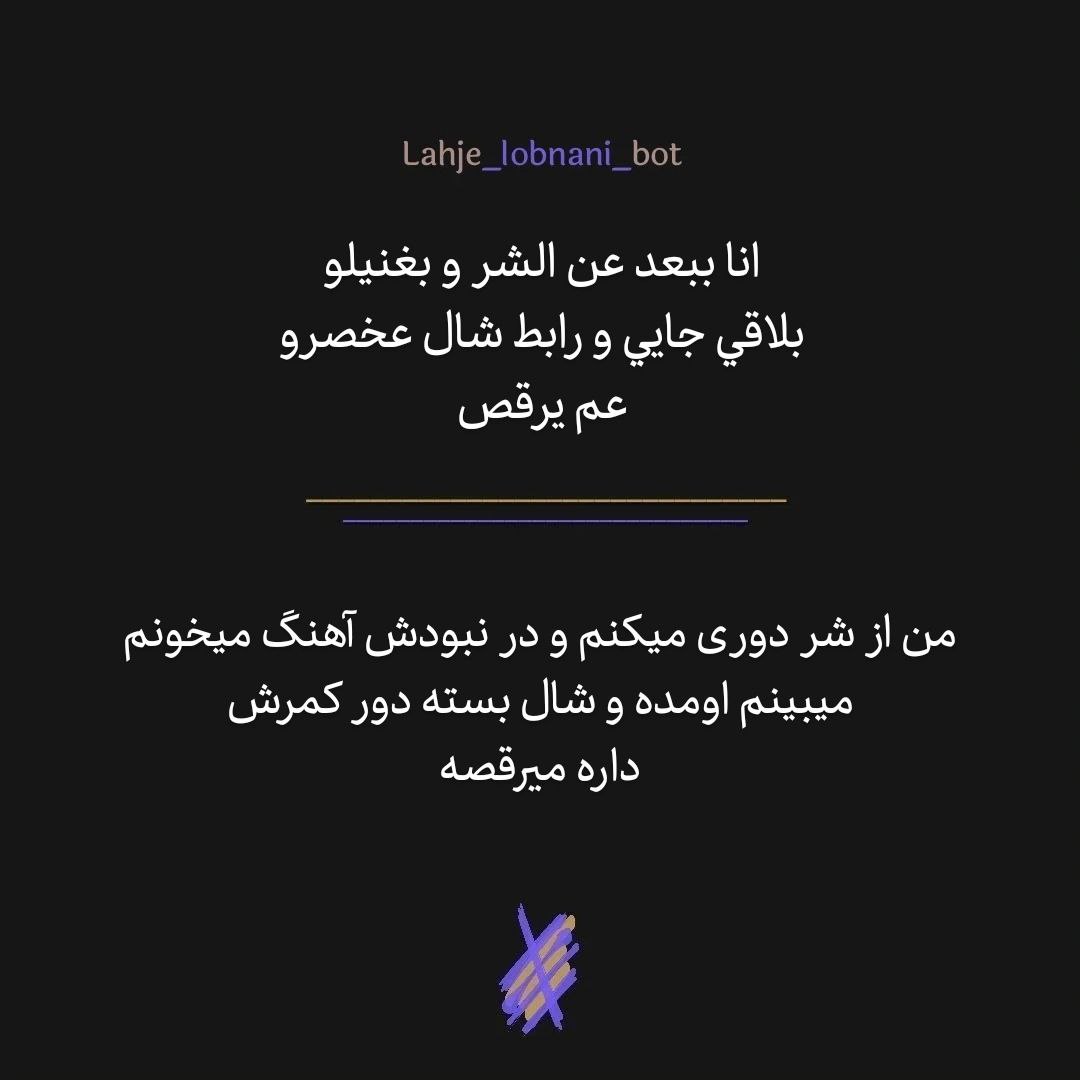 Lahje_lobnani_bot
انا ببعد عن الشر و بغنيلو
بلاقي جايي و رابط شال عخصرو
عم يرقص
من از شر دوری میکنم و در نبودش آهنگ میخونم
میبینم اومده و شال بسته دور کمرش
داره میرقصه